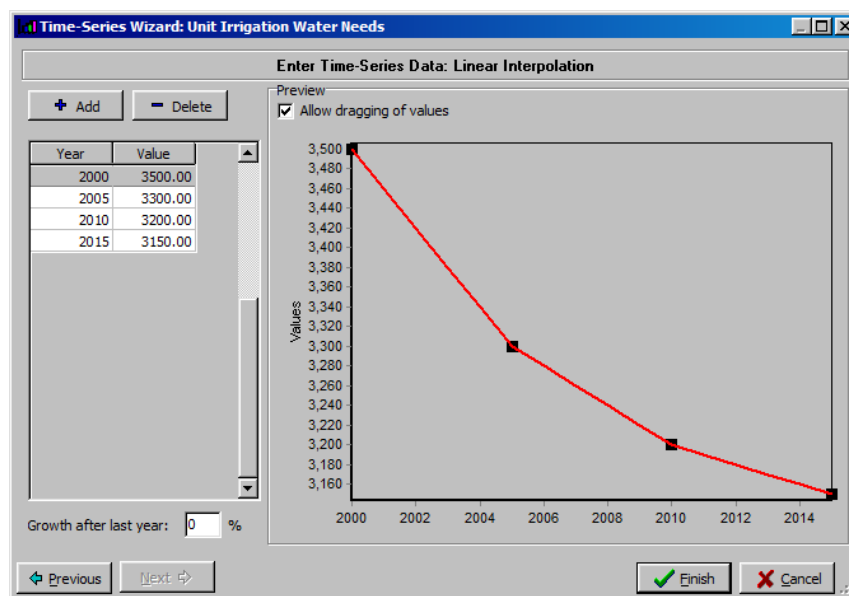 Time-Series Wizard: Unit Irrigation Water Needs
Enter Time-Series Data: Linear Interpolation
Add
Delete
Year Value
2000 3500.00
2005 3300.00
2010 3200.00
2015 3150.00
Growth after last year: 0 %
Preview
Allow dragging of values
Values
3,500
3,480
3,460
3,440
3,420
3,400
3,380
3,360
3,340
3,320
3,300
3,280
3,260
3,240
3,220
3,200
3,180
3,160
2000 2002 2004 2006 2008 2010 2012 2014
Previous Next Finish Cancel